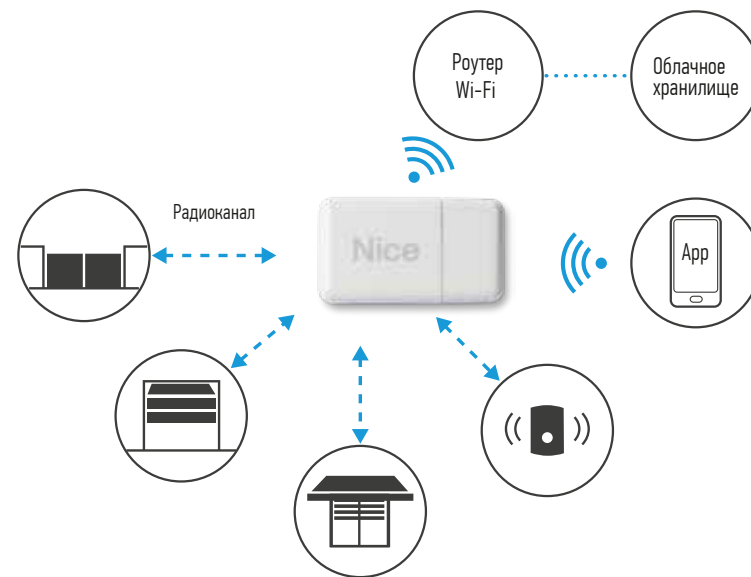 Роутер
Wi-Fi
Облачное
хранилище
Радиоканал
Nice
App